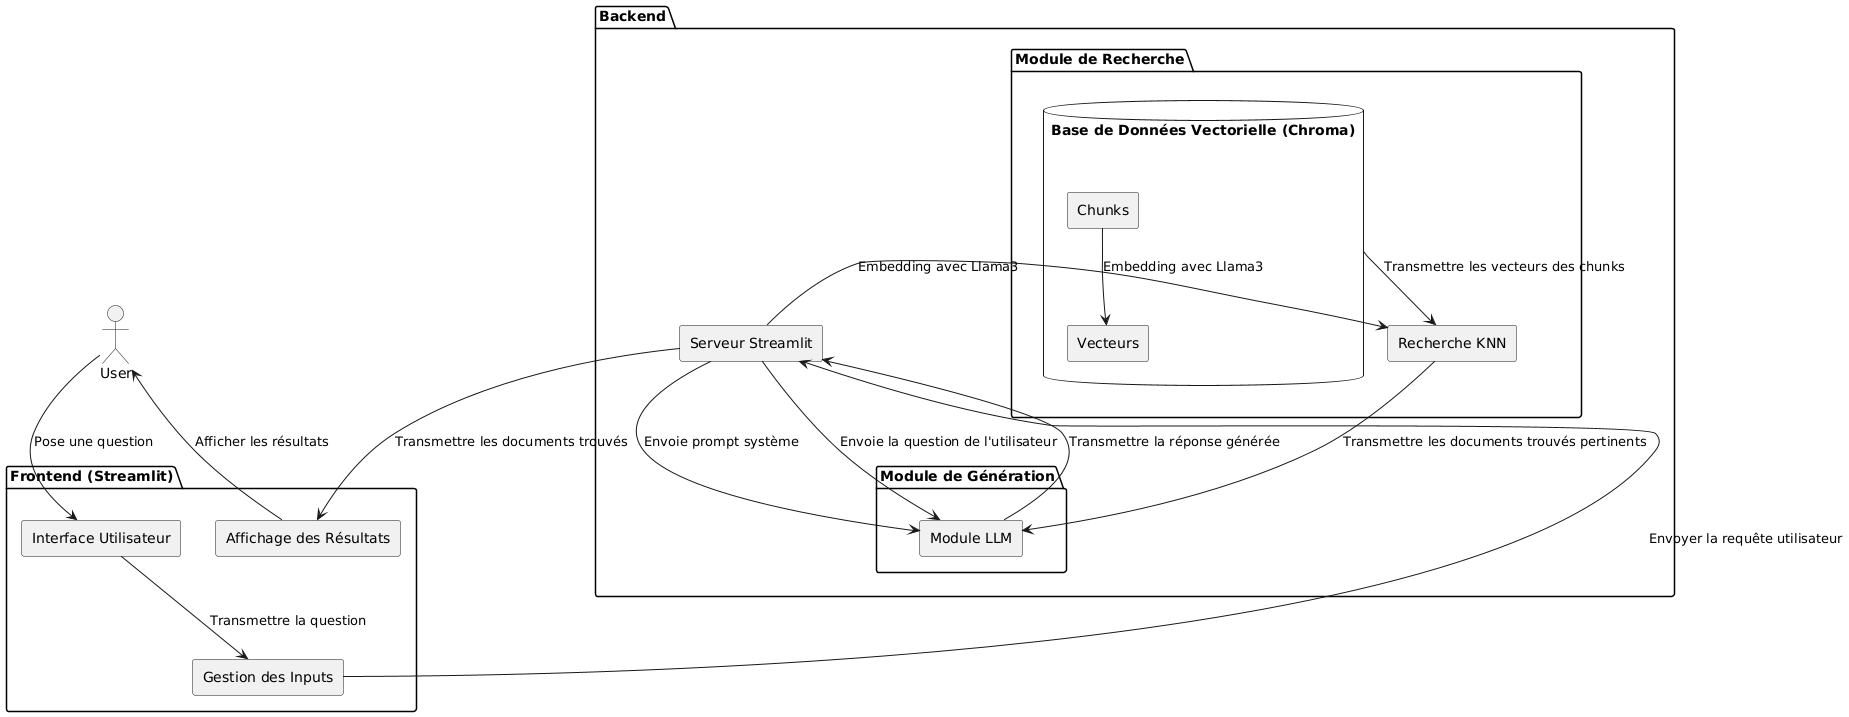 Backend
Module de Recherche
Base de Données Vectorielle (Chroma)
Chunks
Embedding avec Llama3
Embedding avec Llama3
Transmettre les vecteurs des chunks
Serveur Streamlit
Vecteurs
Recherche KNN
User
Pose une question
Afficher les résultats
Transmettre les documents trouvés
Envoie prompt système
Envoie la question de l'utilisateur
Transmettre la réponse générée
Transmettre les documents trouvés pertinents
Frontend (Streamlit)
Module de Génération
Interface Utilisateur
Affichage des Résultats
Module LLM
Envoyer la requête utilisateur
Transmettre la question
Gestion des Inputs